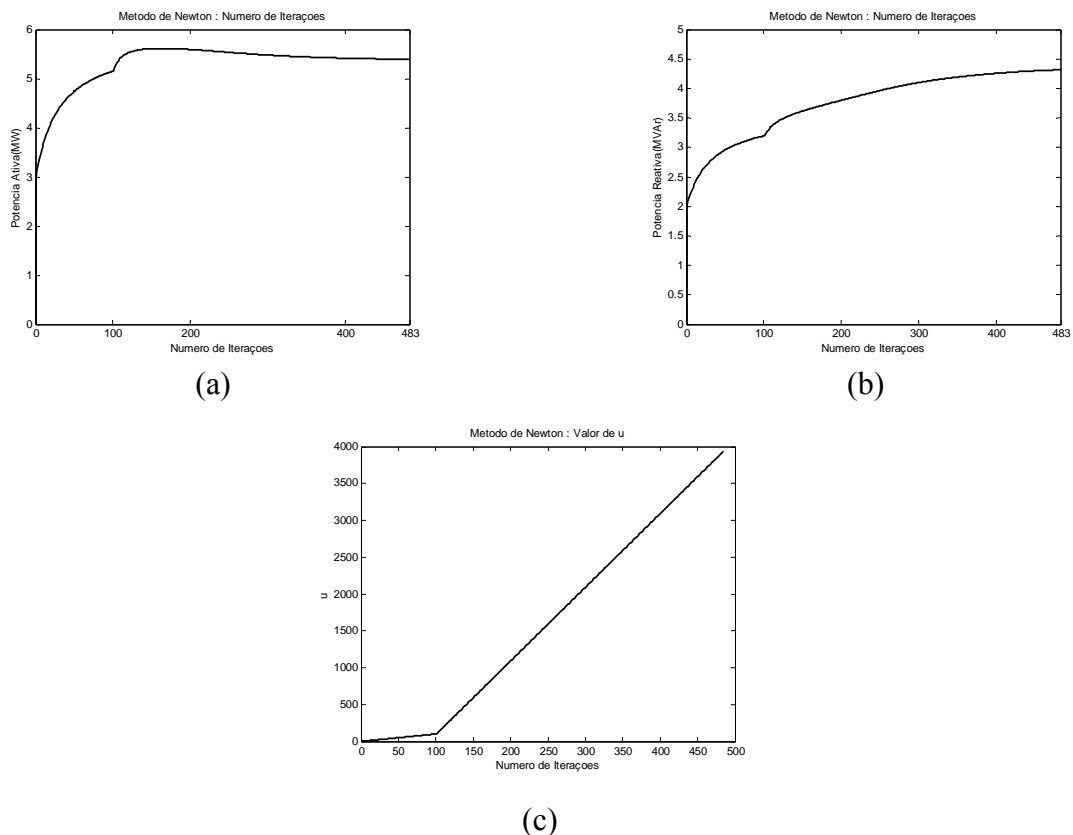 Metodo de Newton : Numero de Iteraçoes
6
5
4
3
2
1
0
Potencia Ativa(MW)
0 100 200 400 483
Numero de Iteraçoes
(a)
Metodo de Newton : Numero de Iteraçoes
5
4.5
4
3.5
3
2.5
2
1.5
1
0.5
0
Potencia Reativa(MVAr)
0 100 200 300 400 483
Numero de Iteraçoes
(b)
Metodo de Newton : Valor de u
4000
3500
3000
2500
2000
1500
1000
500
0
u
0 50 100 150 200 250 300 350 400 450 500
Numero de Iteraçoes
(c)